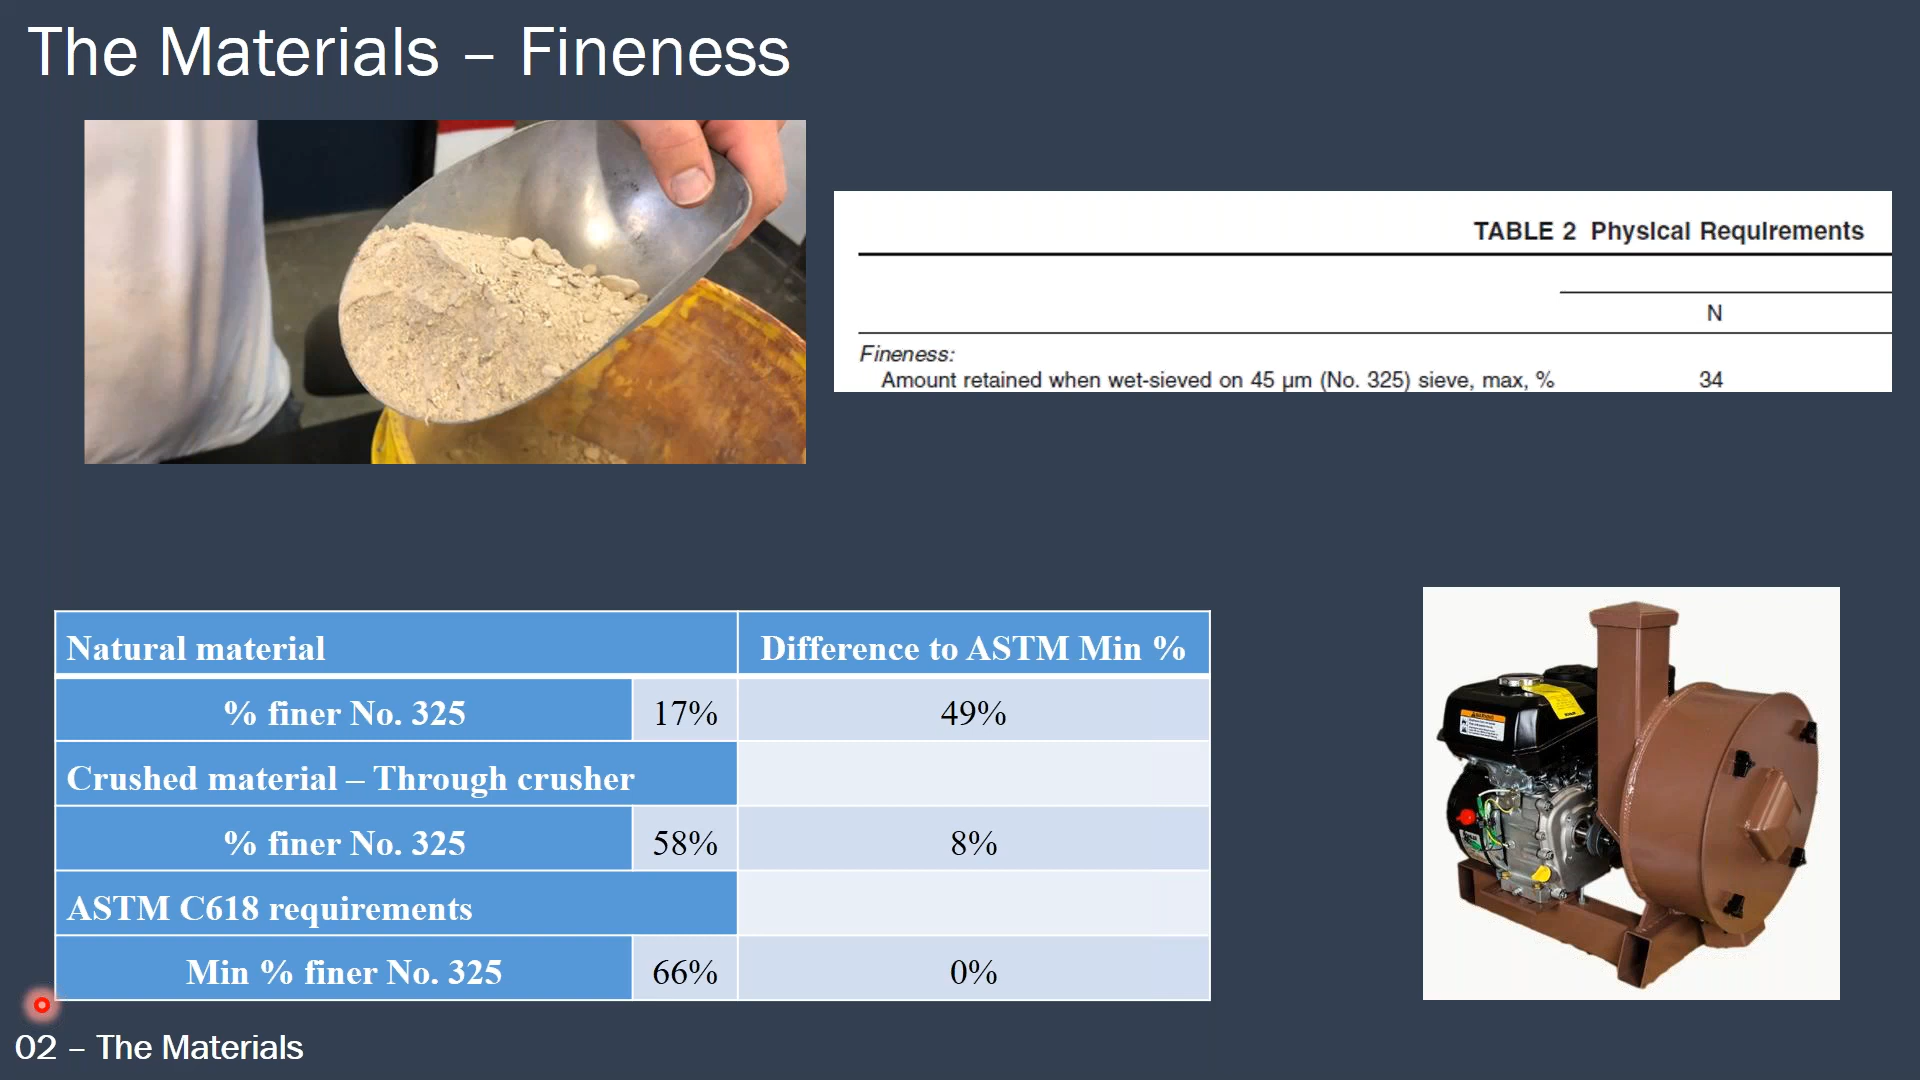 The Materials – Fineness
TABLE 2 Physical Requirements
N
Fineness:
Amount retained when wet-sieved on 45 µm (No. 325) sieve, max, % 34
Natural material Difference to ASTM Min %
% finer No. 325 17% 49%
Crushed material – Through crusher
% finer No. 325 58% 8%
ASTM C618 requirements
Min % finer No. 325 66% 0%
02 – The Materials